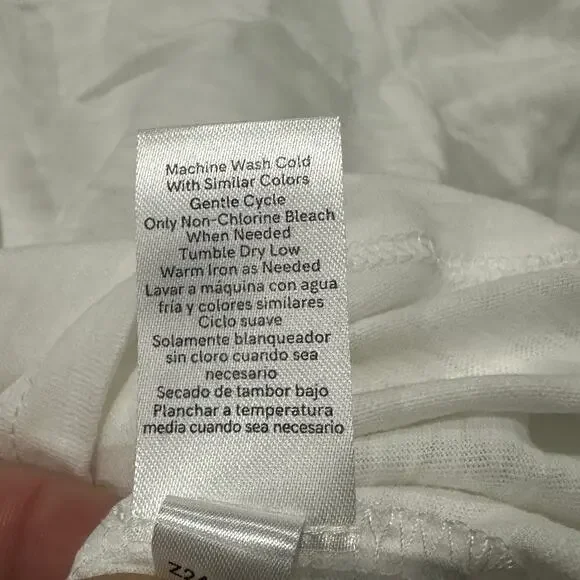 Machine Wash Cold
With Similar Colors
Gentle Cycle
Only Non-Chlorine Bleach
When Needed
Tumble Dry Low
Warm Iron as Needed
Lavar a máquina con agua
fría y colores similares
Ciclo suave
Solamente blanqueador
sin cloro cuando sea
necesario
Secado de tambor bajo
Planchar a temperatura
media cuando sea necesario